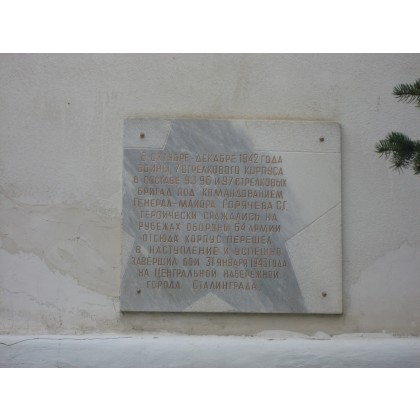 В октябре-декабре 1942 года
воины 7 стрелкового корпуса
в составе 93, 96 и 97 стрелковых
бригад под командованием
генерал-майора Горячева С.Г.
героически сражались на
рубежах обороны 64 армии
Отсюда корпус перешел
в наступление и успешно
завершил бои 31 января 1943 года
на центральной набережной
города Сталинграда